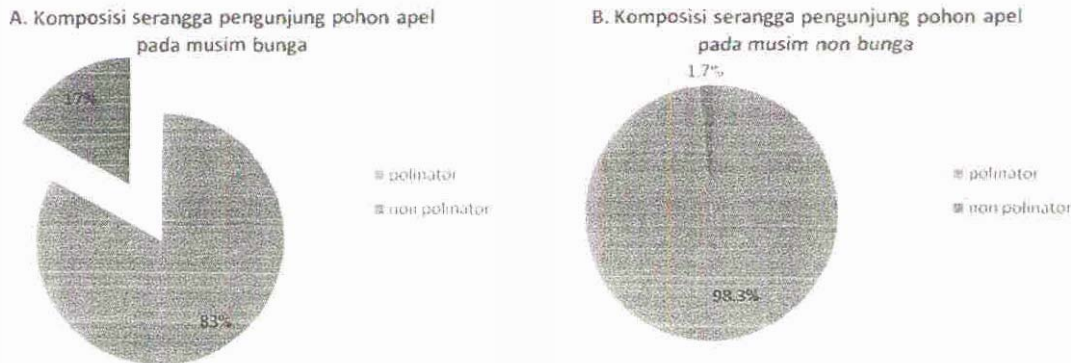 A. Komposisi serangga pengunjung pohon apel
pada musim bunga
17%
polinator
non polinator
83%
B. Komposisi serangga pengunjung pohon apel
pada musim non bunga
1.7%
polinator
non polinator
98.3%